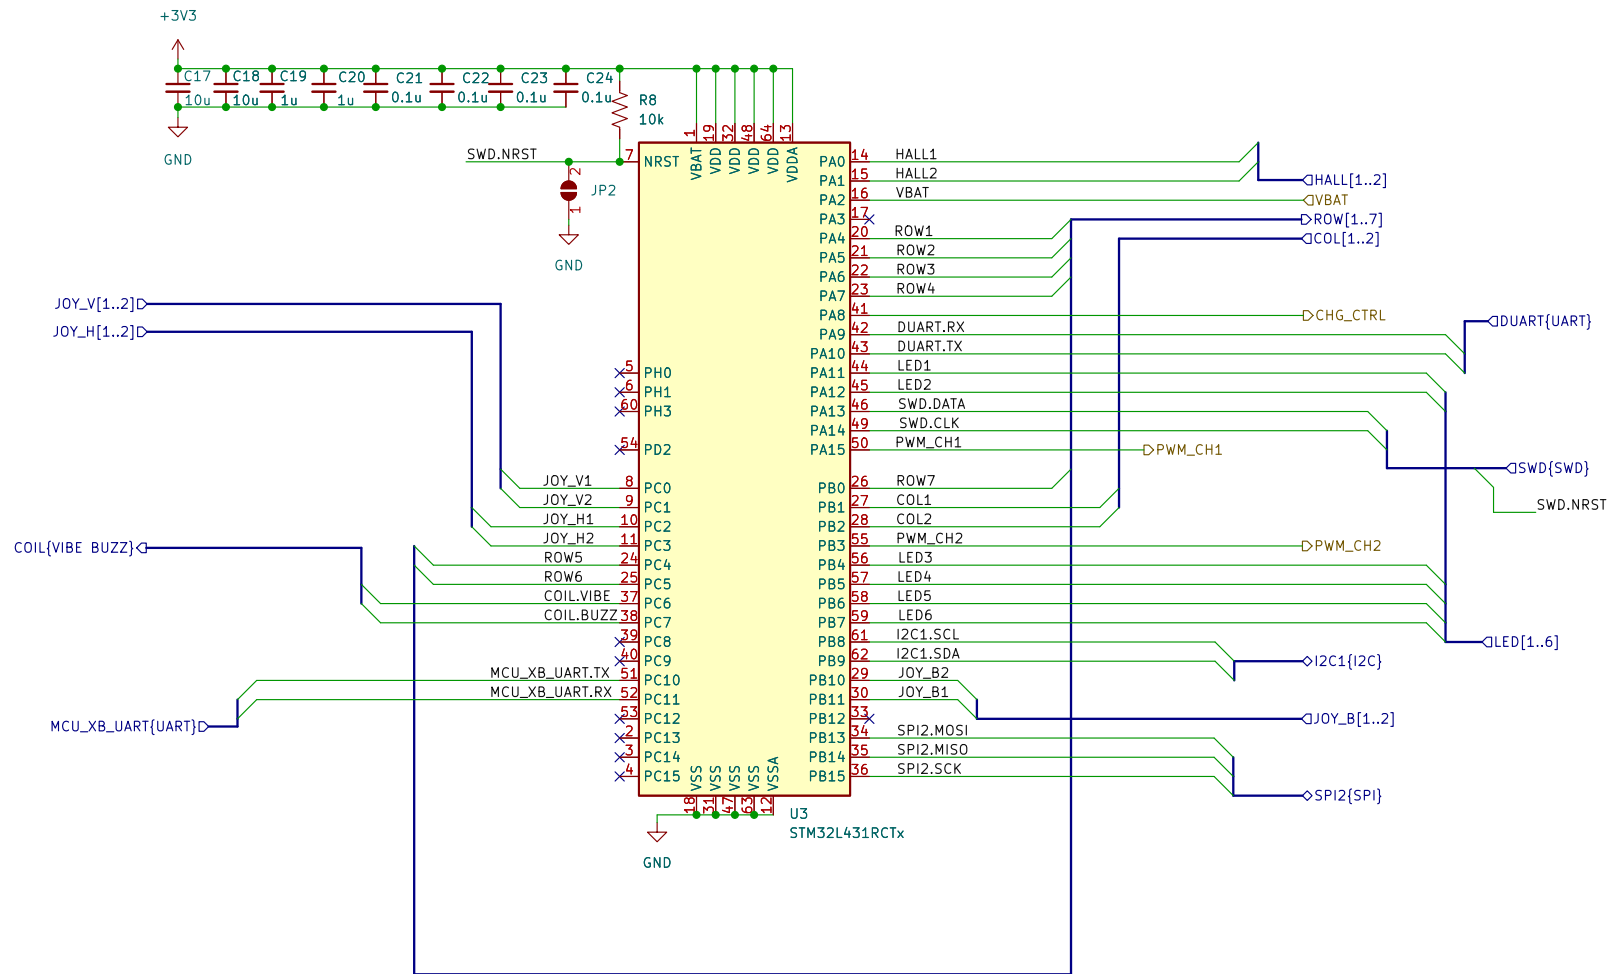 +3V3
C17 C18 C19 C20 C21 C22 C23 C24
10u 10u 1u 1u 0.1u 0.1u 0.1u 0.1u
R8
10k
GND
SWD.NRST
JP2
2
1
GND
1 19 32 48 64 13
VBAT VDD VDD VDD VDD VDDA
7 NRST
PA0 14 HALL1
PA1 15 HALL2
HALL[1..2]
PA2 16 VBAT
VBAT
PA3 17
ROW[1..7]
PA4 20 ROW1
COL[1..2]
PA5 21 ROW2
PA6 22 ROW3
PA7 23 ROW4
JOY_V[1..2]
PA8 41 CHG_CTRL
JOY_H[1..2]
PA9 42 DUART.RX
DUART{UART}
PA10 43 DUART.TX
5 PH0
PA11 44 LED1
6 PH1
PA12 45 LED2
60 PH3
PA13 46 SWD.DATA
PA14 49 SWD.CLK
54 PD2
PA15 50 PWM_CH1
PWM_CH1
SWD{SWD}
JOY_V1 8 PC0
PB0 26 ROW7
SWD.NRST
JOY_V2 9 PC1
PB1 27 COL1
JOY_H1 10 PC2
PB2 28 COL2
JOY_H2 11 PC3
PB3 55 PWM_CH2
PWM_CH2
COIL{VIBE BUZZ}
ROW5 24 PC4
PB4 56 LED3
ROW6 25 PC5
PB5 57 LED4
COIL.VIBE 37 PC6
PB6 58 LED5
COIL.BUZZ 38 PC7
PB7 59 LED6
39 PC8
PB8 61 I2C1.SCL
LED[1..6]
40 PC9
PB9 62 I2C1.SDA
I2C1{I2C}
MCU_XB_UART.TX 51 PC10
PB10 29 JOY_B2
MCU_XB_UART.RX 52 PC11
PB11 30 JOY_B1
MCU_XB_UART{UART}
53 PC12
PB12 33
JOY_B[1..2]
2 PC13
PB13 34 SPI2.MOSI
3 PC14
PB14 35 SPI2.MISO
4 PC15
PB15 36 SPI2.SCK
SPI2{SPI}
VSS VSS VSS VSS VSSA
18 31 47 63 12
U3
STM32L431RCTx
GND